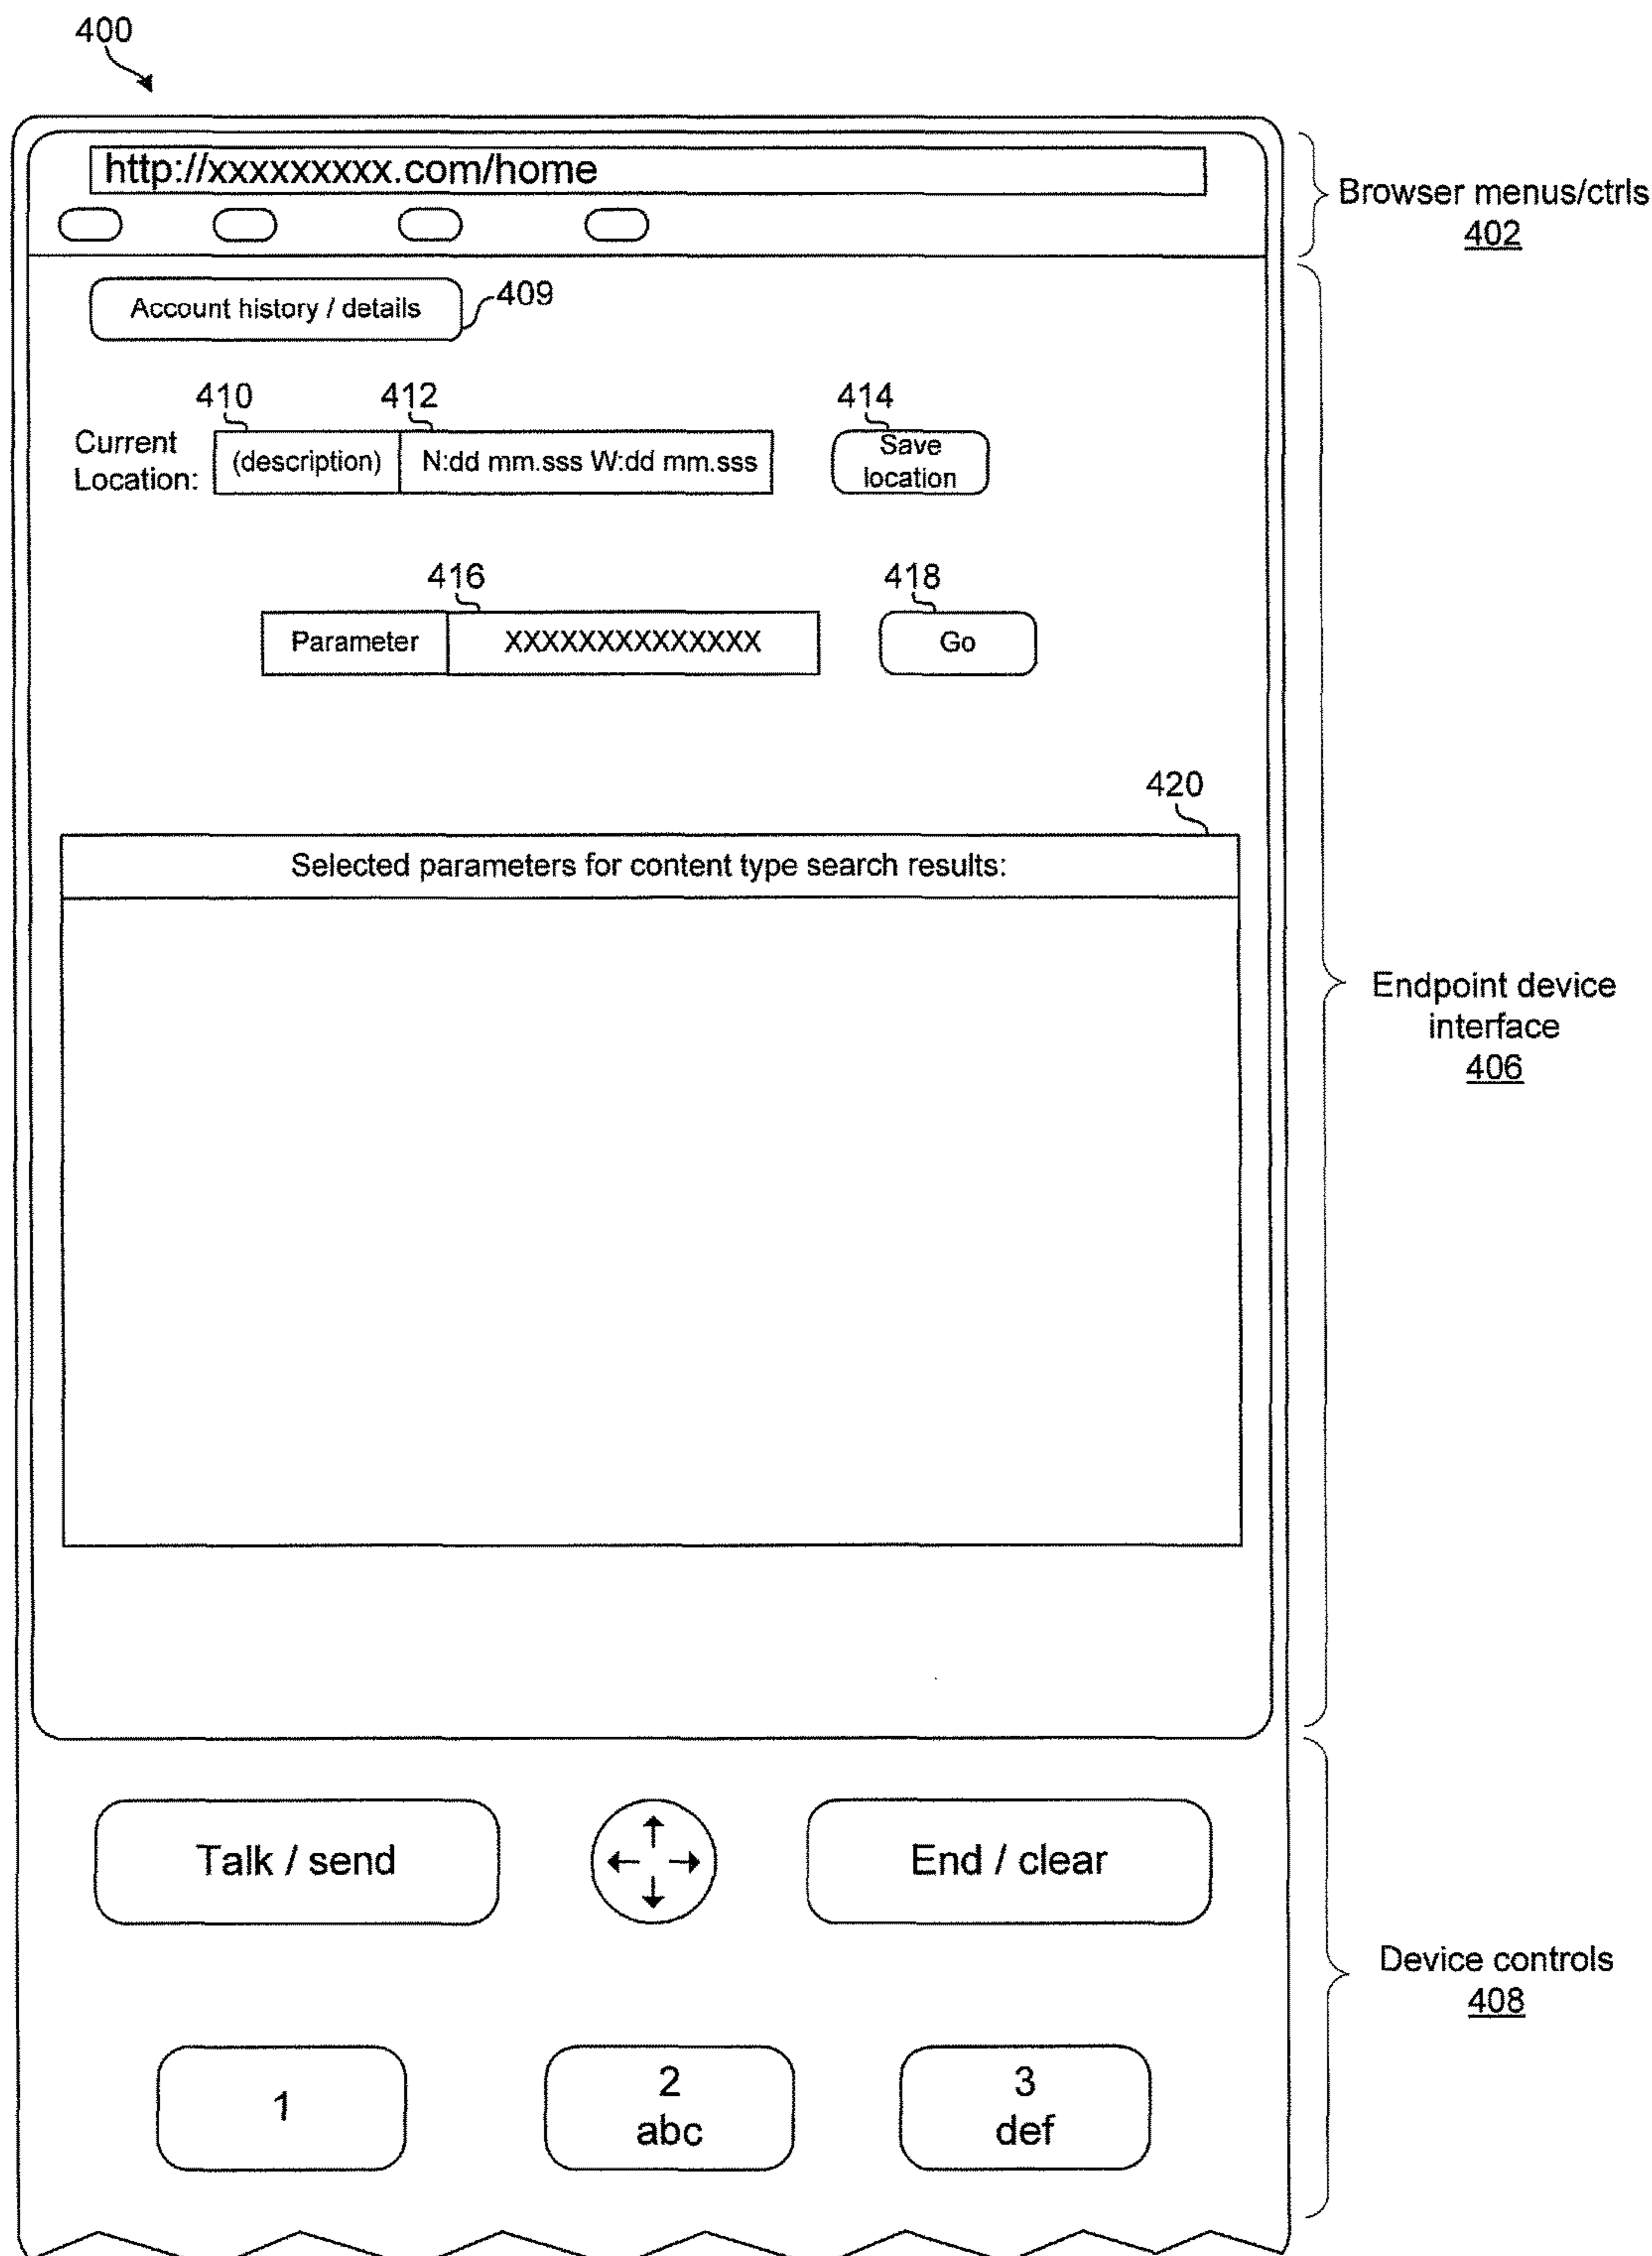 400
http://xxxxxxxxx.com/home
Browser menus/ctrls
402
Account history / details
409
410
412
414
Current
Location:
(description)
N:dd mm.sss W:dd mm.sss
Save
location
416
418
Parameter
XXXXXXXXXXXXXX
Go
420
Selected parameters for content type search results:
Endpoint device
interface
406
Talk / send
End / clear
Device controls
408
1
2
abc
3
def